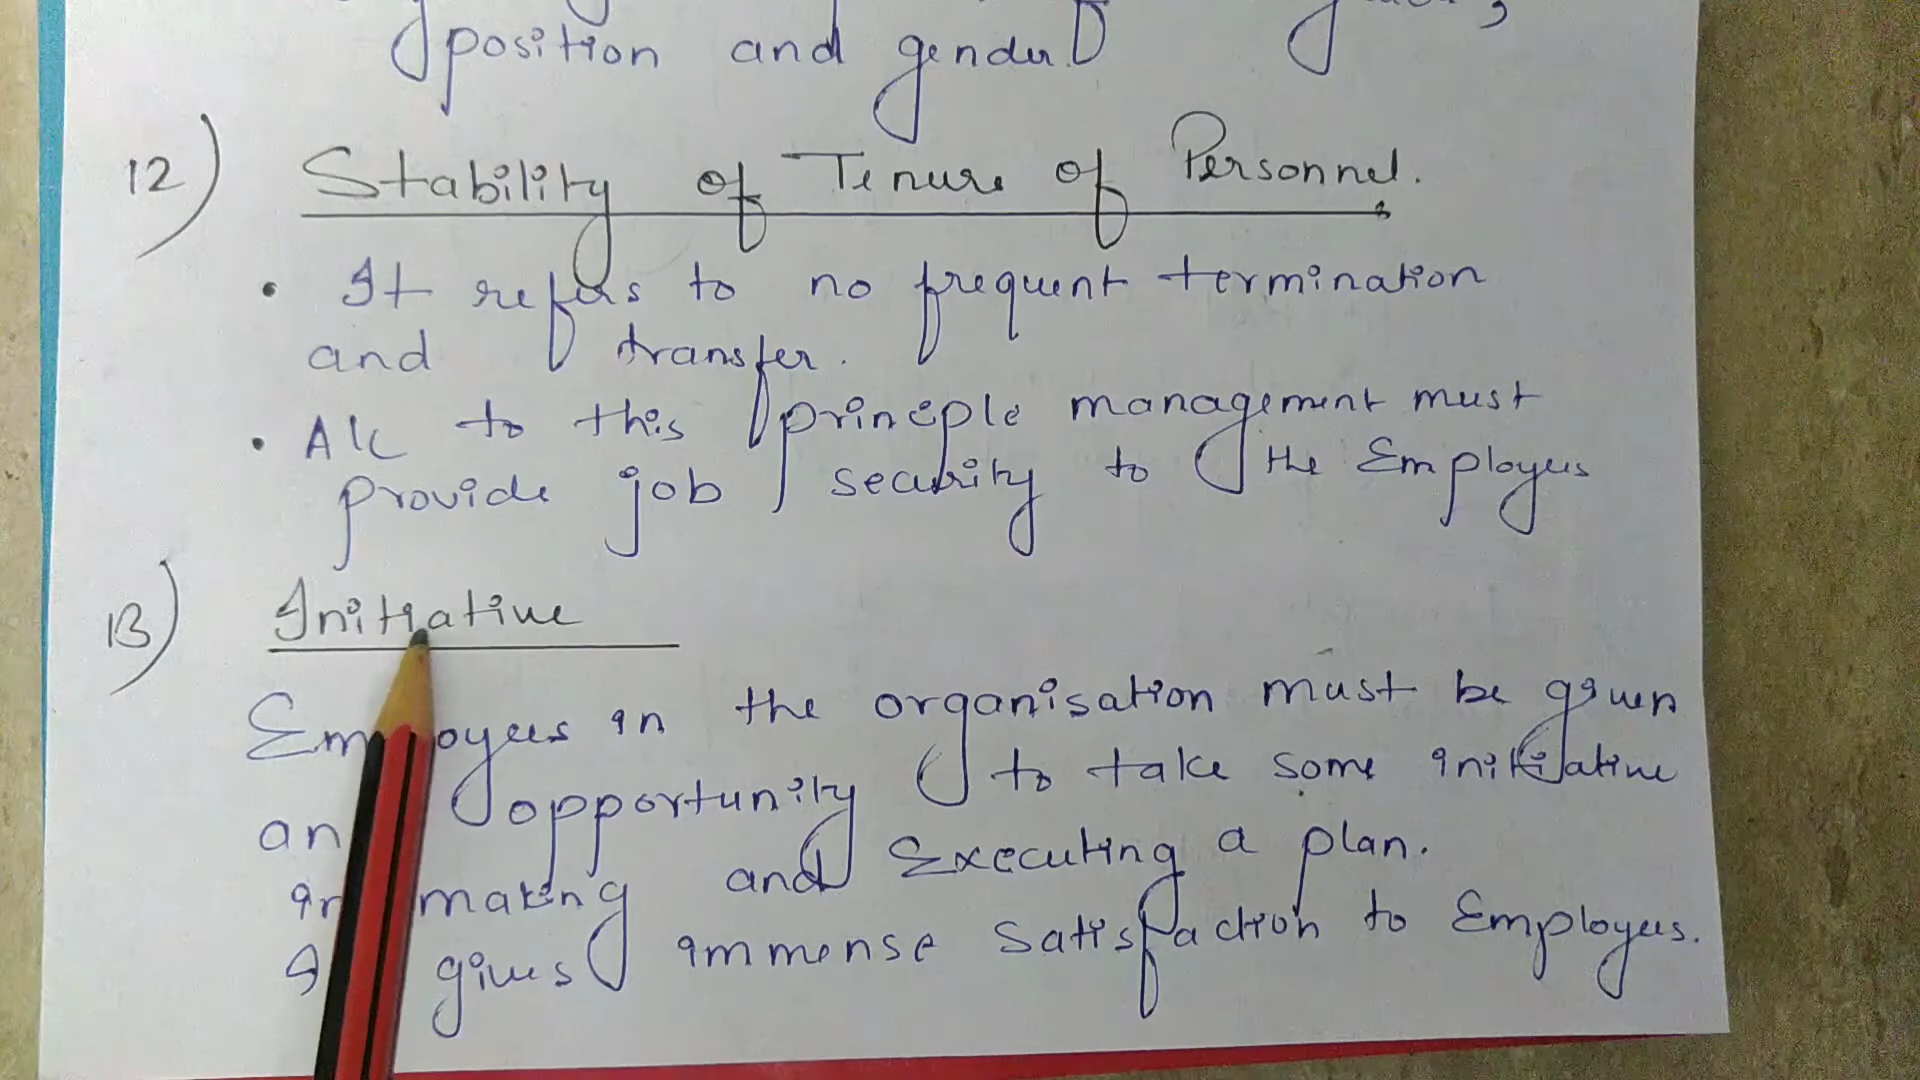 position and gender.
12) Stability of Tenure of Personnel.
• It refers to no frequent termination
and transfer.
• A/c to this principle management must
provide job security to the Employees
13) Initiative
Employees in the organisation must be given
an opportunity to take some initiative
in making and Executing a plan.
gives immense satisfaction to Employees.